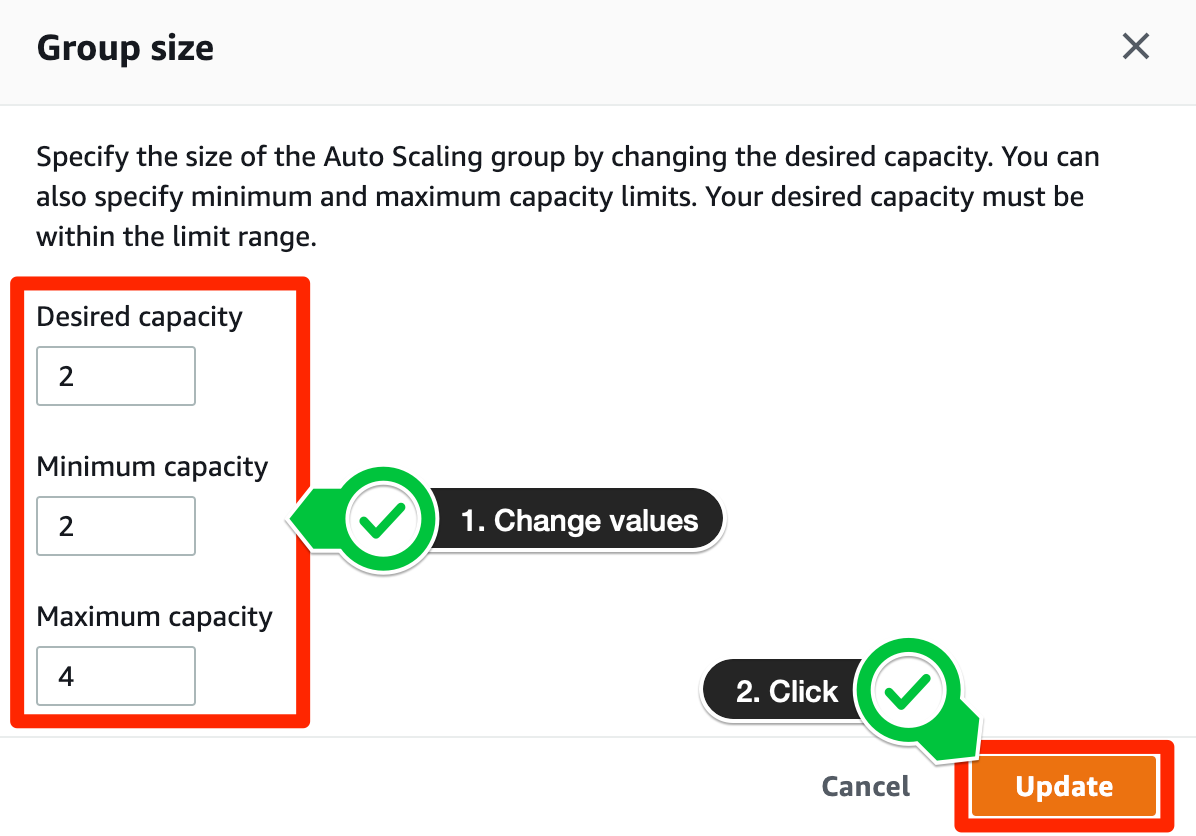 Group size
Specify the size of the Auto Scaling group by changing the desired capacity. You can
also specify minimum and maximum capacity limits. Your desired capacity must be
within the limit range.
Desired capacity
2
Minimum capacity
2
1. Change values
Maximum capacity
4
2. Click
Cancel
Update